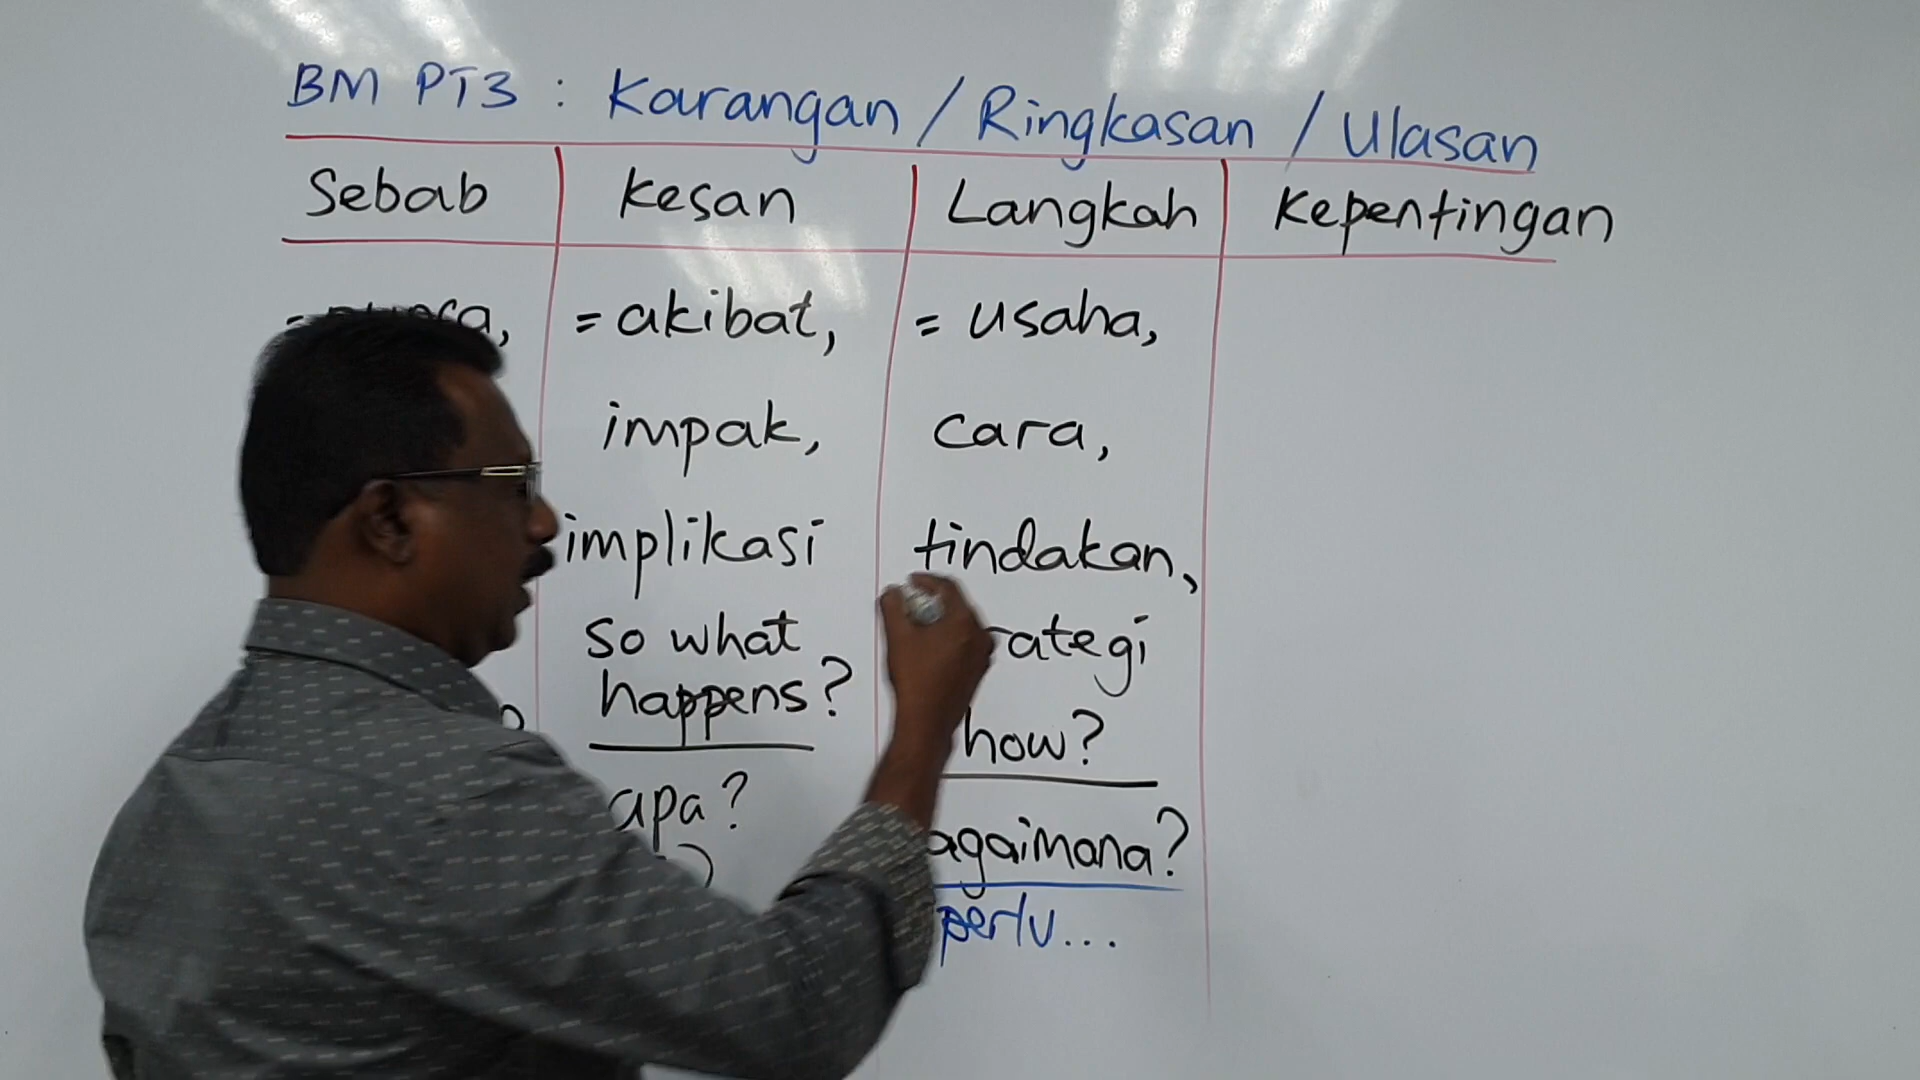 BM PT3 : Karangan / Ringkasan / Ulasan
Sebab Kesan Langkah Kepentingan
= akibat, = usaha,
impak, cara,
implikasi tindakan,
so what
happens? how?
apa?
perlu...